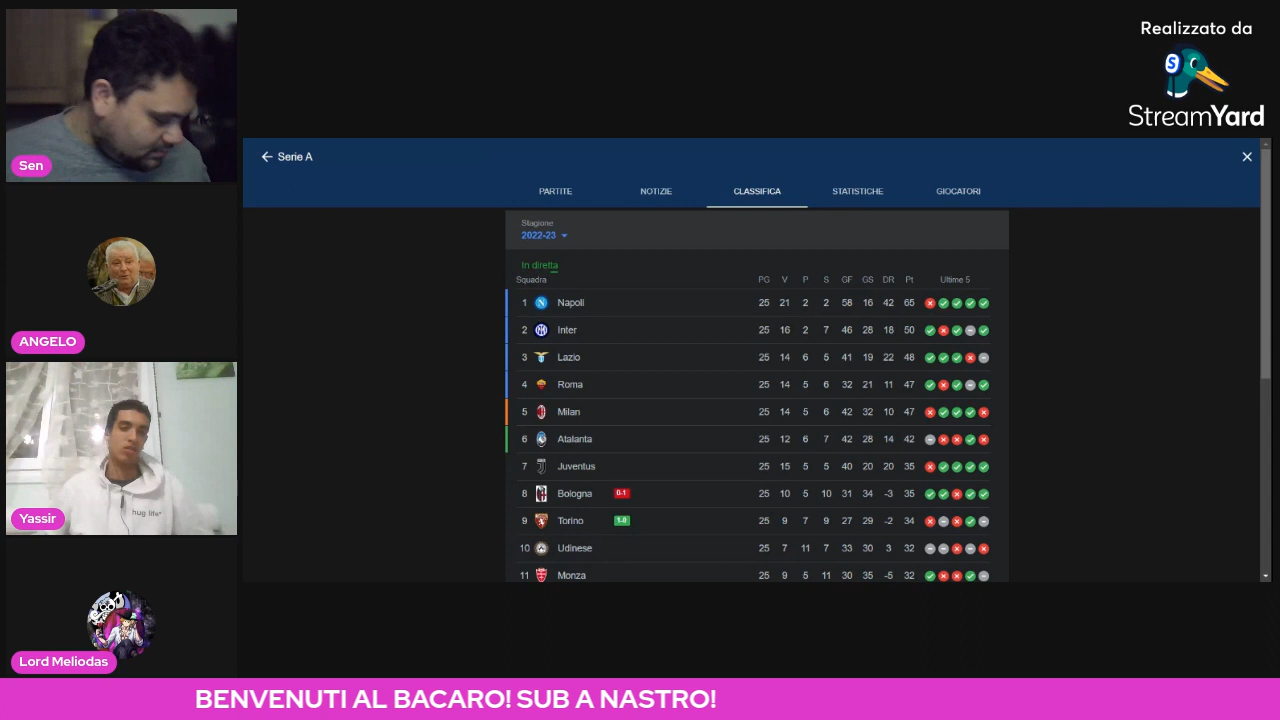 Realizzato da
StreamYard
Sen
ANGELO
Yassir
hug life
Lord Meliodas
Serie A
PARTITE NOTIZIE CLASSIFICA STATISTICHE GIOCATORI
Stagione
2022-23
In diretta
Squadra PG V P S GF GS DR Pt Ultime 5
1 Napoli 25 21 2 2 58 16 42 65
2 Inter 25 16 2 7 46 28 18 50
3 Lazio 25 14 6 5 41 19 22 48
4 Roma 25 14 5 6 32 21 11 47
5 Milan 25 14 5 6 42 32 10 47
6 Atalanta 25 12 6 7 42 28 14 42
7 Juventus 25 15 5 5 40 20 20 35
8 Bologna 0-1 25 10 5 10 31 34 -3 35
9 Torino 1-0 25 9 7 9 27 29 -2 34
10 Udinese 25 7 11 7 33 30 3 32
11 Monza 25 9 5 11 30 35 -5 32
BENVENUTI AL BACARO! SUB A NASTRO!